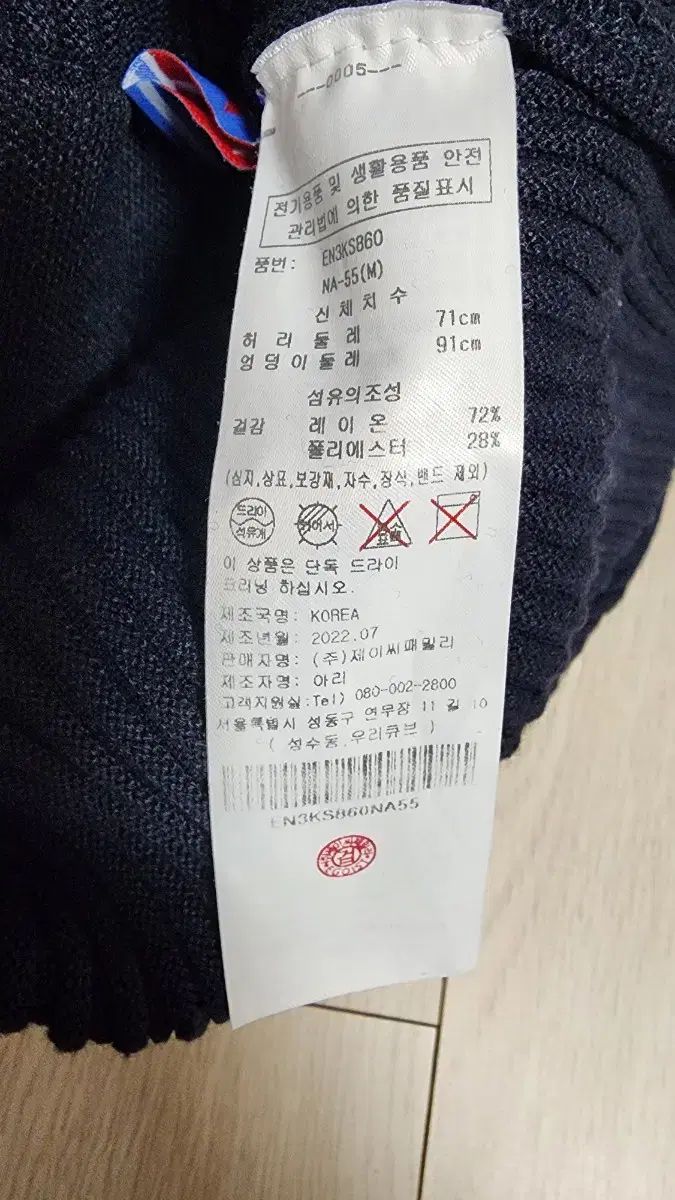 ---0005---
전기용품 및 생활용품 안전
관리법에 의한 품질표시
품번: EN3KS860
NA-55(M)
신체치수
허리둘레 71cm
엉덩이둘레 91cm
섬유의조성
겉감 레이온 72%
폴리에스터 28%
(심지,상표,보강재,자수,장식,밴드 제외)
드라이
석유계
이 상품은 단독 드라이
크리닝 하십시오.
제조국명: KOREA
제조년월: 2022.07
판매자명: (주)제이씨패밀리
제조자명: 아리
고객지원실:Tel) 080-002-2800
서울특별시 성동구 연무장 11 길 10
( 성수동,우리큐브 )
EN3KS860NA55